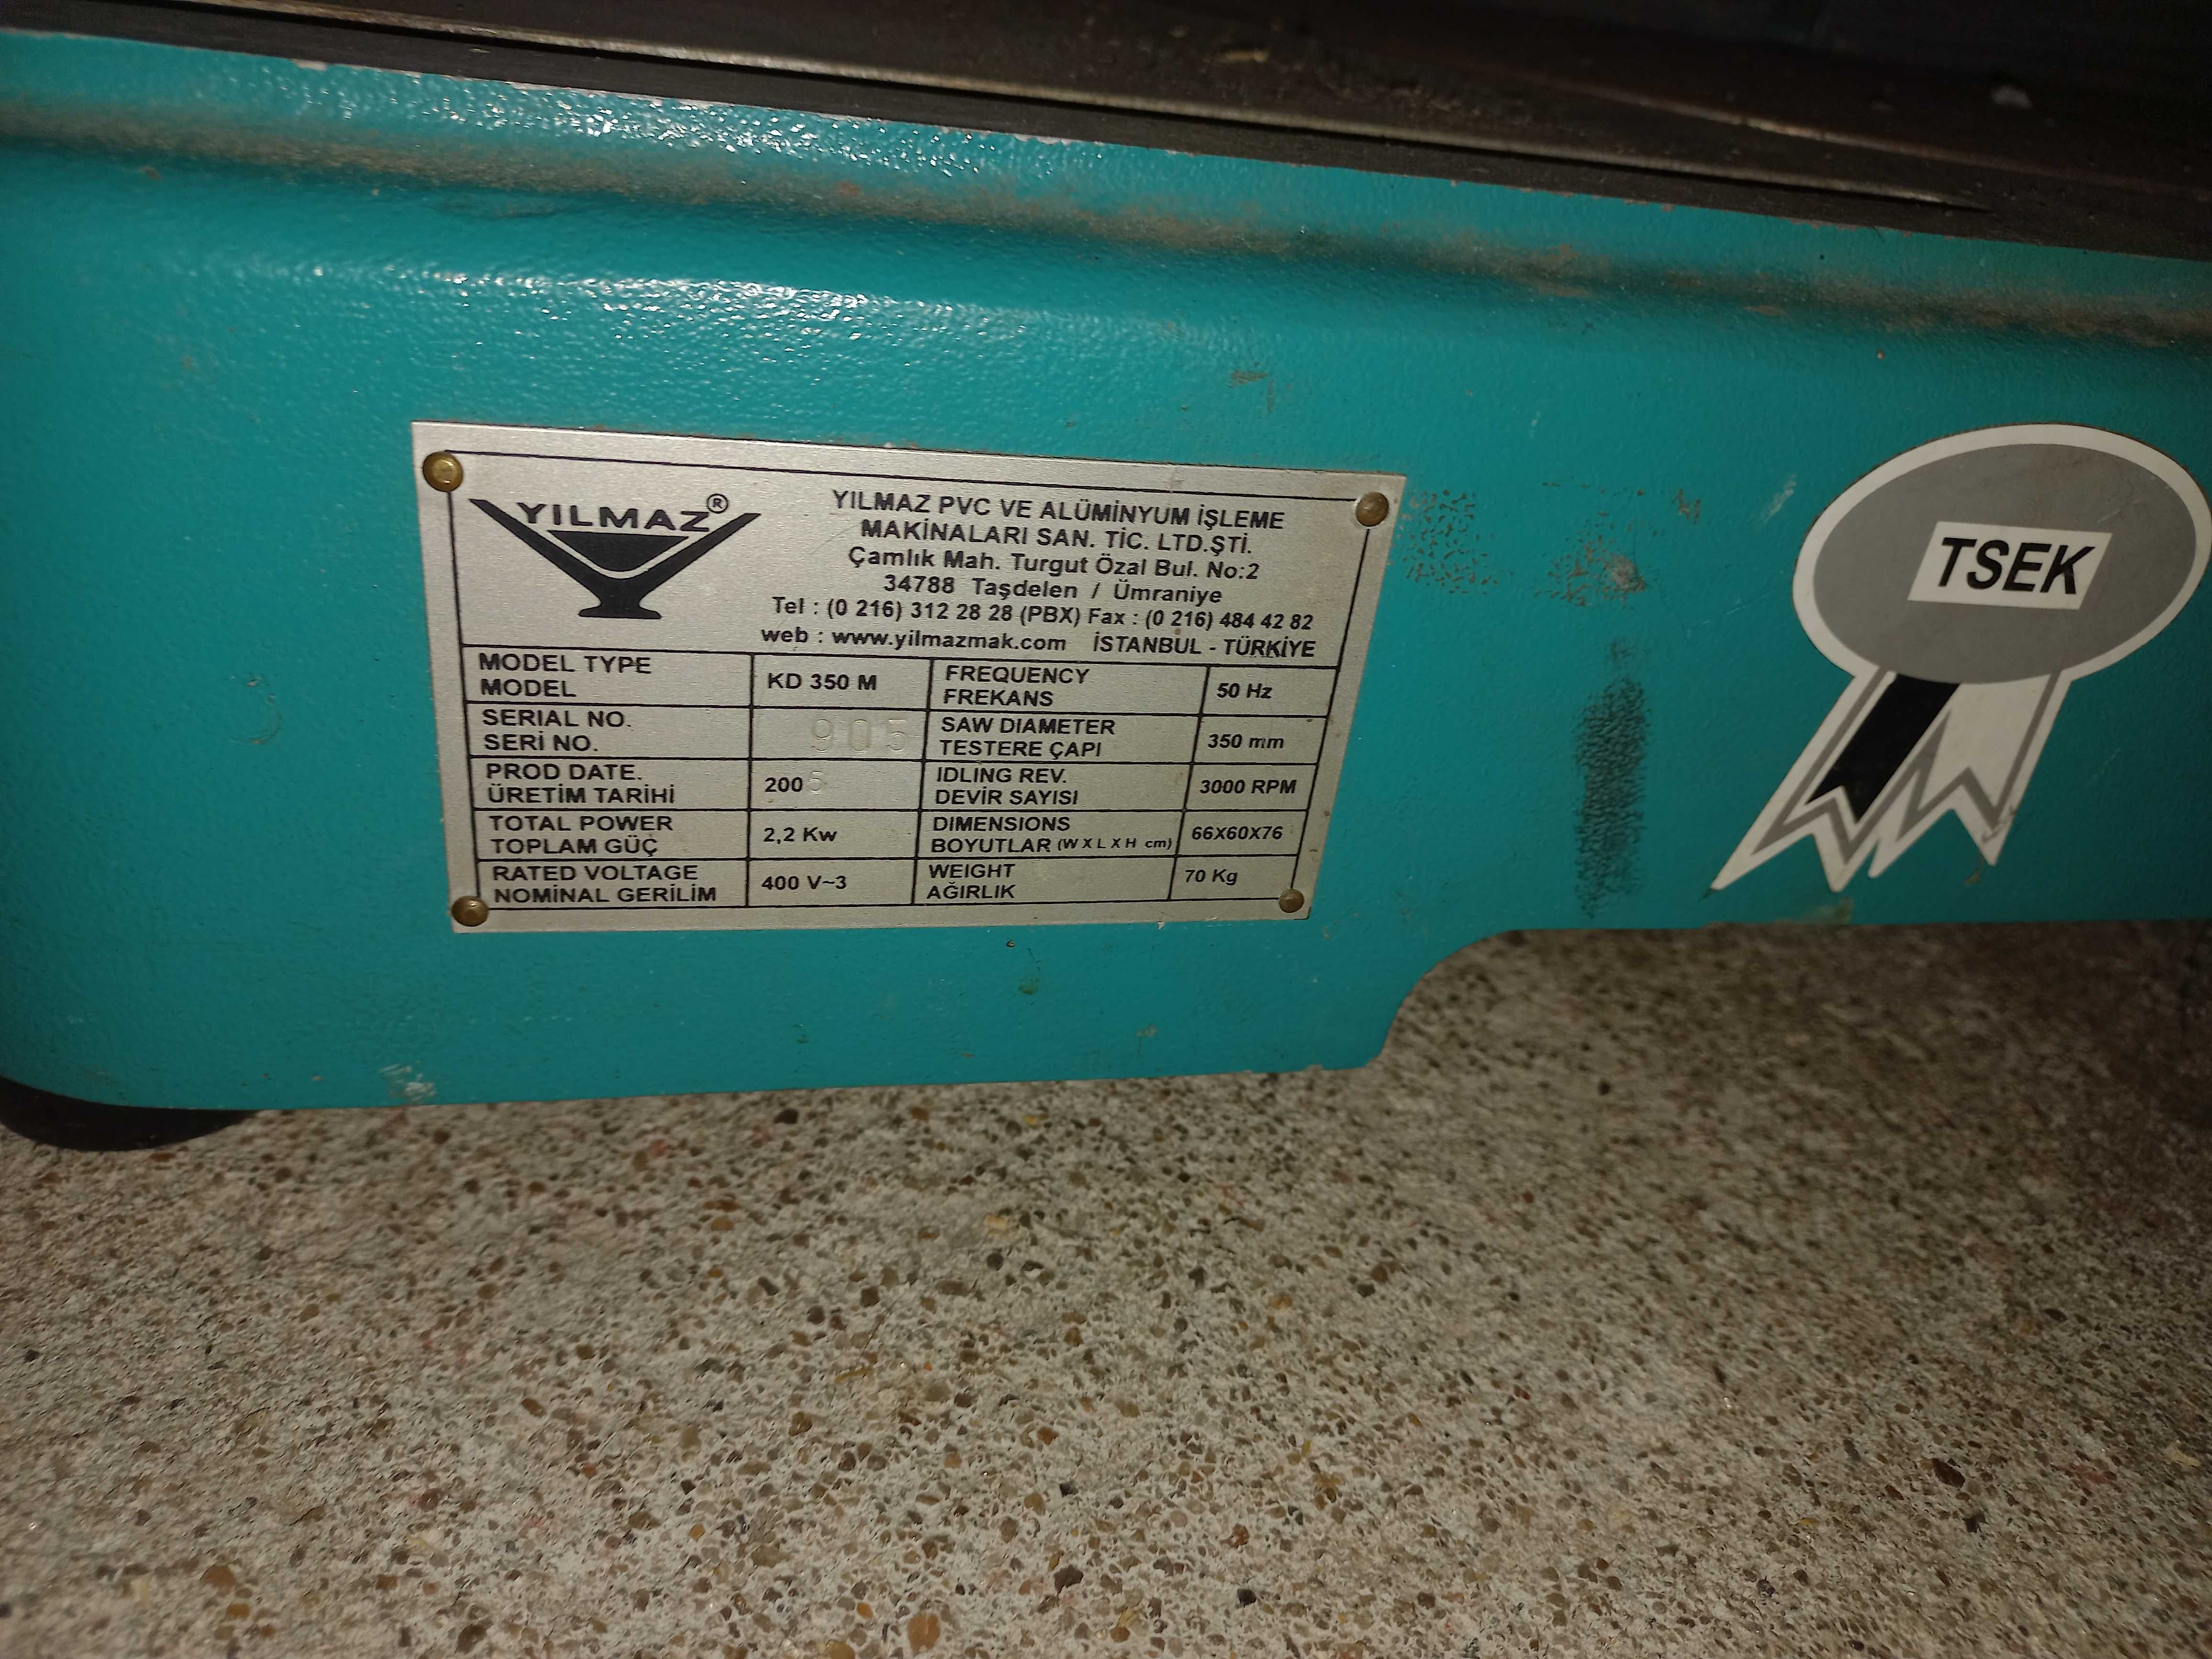 YILMAZ®
YILMAZ PVC VE ALÜMİNYUM İŞLEME
MAKİNALARI SAN. TİC. LTD.ŞTİ.
Çamlık Mah. Turgut Özal Bul. No:2
34788 Taşdelen / Ümraniye
Tel : (0 216) 312 28 28 (PBX) Fax : (0 216) 484 42 82
web : www.yilmazmak.com İSTANBUL - TÜRKİYE
MODEL TYPE
MODEL
KD 350 M
FREQUENCY
FREKANS
50 Hz
SERIAL NO.
SERİ NO.
905
SAW DIAMETER
TESTERE ÇAPI
350 mm
PROD DATE.
ÜRETİM TARİHİ
2005
IDLING REV.
DEVİR SAYISI
3000 RPM
TOTAL POWER
TOPLAM GÜÇ
2,2 Kw
DIMENSIONS
BOYUTLAR (W X L X H cm)
66X60X76
RATED VOLTAGE
NOMİNAL GERİLİM
400 V~3
WEIGHT
AĞIRLIK
70 Kg
TSEK